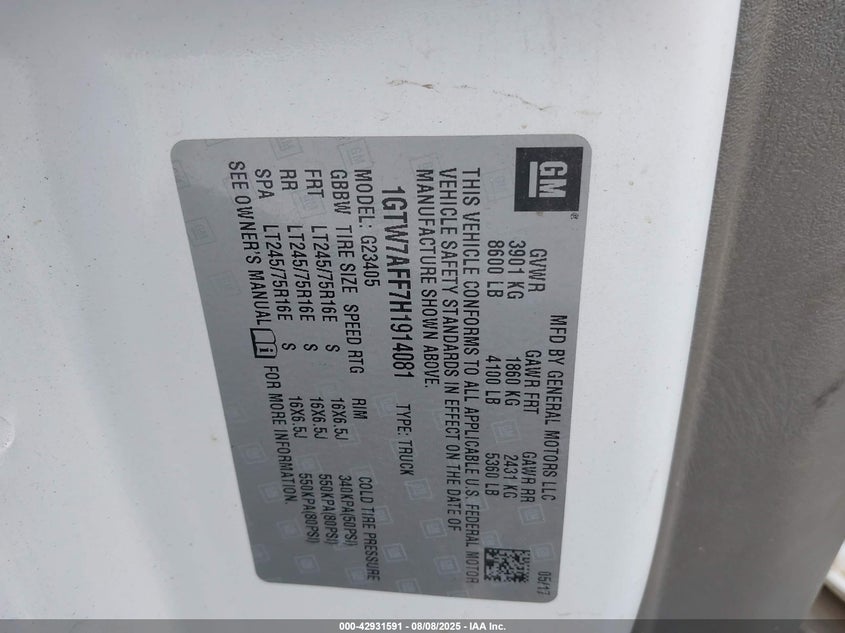 GM
®
MFD BY GENERAL MOTORS LLC
05/17
GVWR GAWR FRT GAWR RR
3901 KG 1860 KG 2431 KG
8600 LB 4100 LB 5360 LB
THIS VEHICLE CONFORMS TO ALL APPLICABLE U.S. FEDERAL MOTOR
VEHICLE SAFETY STANDARDS IN EFFECT ON THE DATE OF
MANUFACTURE SHOWN ABOVE.
1GTW7AFF7H1914081 TYPE: TRUCK
MODEL: G23405
GBBW TIRE SIZE SPEED RTG RIM COLD TIRE PRESSURE
FRT LT245/75R16E S 16X6.5J 340KPA(50PSI)
RR LT245/75R16E S 16X6.5J 550KPA(80PSI)
SPA LT245/75R16E S 16X6.5J 550KPA(80PSI)
SEE OWNER'S MANUAL FOR MORE INFORMATION.
000-42931591 - 08/08/2025 - IAA Inc.